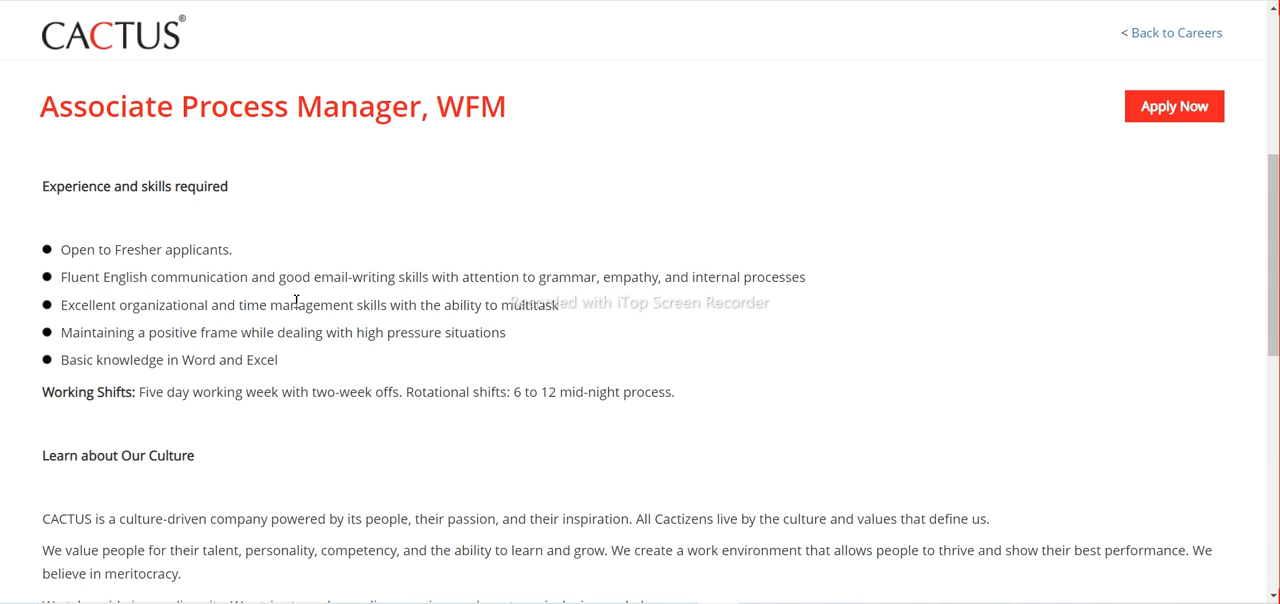 CACTUS®
< Back to Careers
Associate Process Manager, WFM
Apply Now
Experience and skills required
● Open to Fresher applicants.
● Fluent English communication and good email-writing skills with attention to grammar, empathy, and internal processes
● Excellent organizational and time management skills with the ability to multitask
Recorded with iTop Screen Recorder
● Maintaining a positive frame while dealing with high pressure situations
● Basic knowledge in Word and Excel
Working Shifts: Five day working week with two-week offs. Rotational shifts: 6 to 12 mid-night process.
Learn about Our Culture
CACTUS is a culture-driven company powered by its people, their passion, and their inspiration. All Cactizens live by the culture and values that define us.
We value people for their talent, personality, competency, and the ability to learn and grow. We create a work environment that allows people to thrive and show their best performance. We
believe in meritocracy.